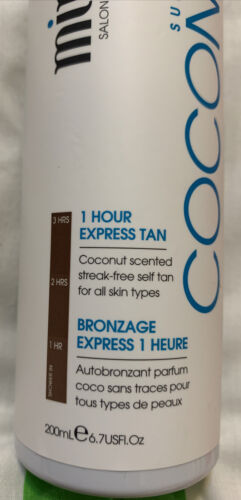 SALON
1 HOUR
EXPRESS TAN
Coconut scented
streak-free self tan
for all skin types
BRONZAGE
EXPRESS 1 HEURE
Autobronzant parfum
coco sans traces pour
tous types de peaux
3 HRS
2 HRS
1 HR
SHOWER IN
200mL℮6.7USFl.Oz